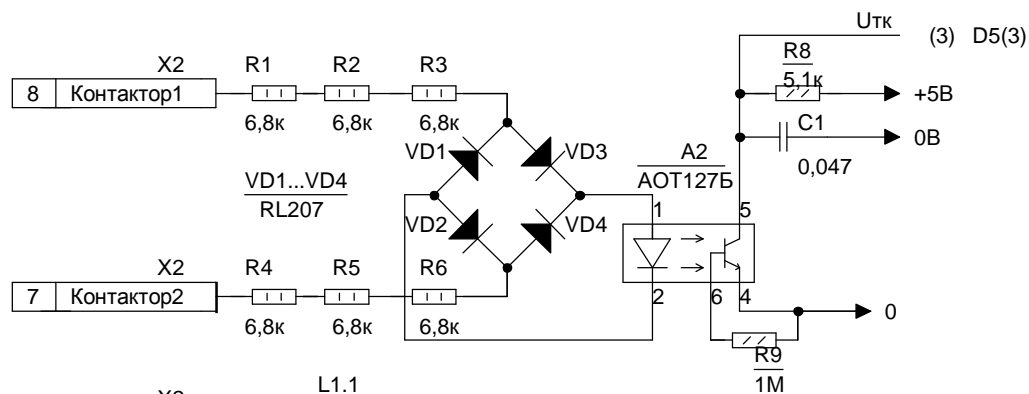 Uтк
(3) D5(3)
X2
R1
R2
R3
R8
5,1к
8
Контактор1
+5В
6,8к
6,8к
6,8к
C1
0В
VD1
VD3
A2
АОТ127Б
0,047
VD1...VD4
RL207
1
5
VD2
VD4
X2
R4
R5
R6
7
Контактор2
2
6
4
0
6,8к
6,8к
6,8к
R9
1М
L1.1
X2